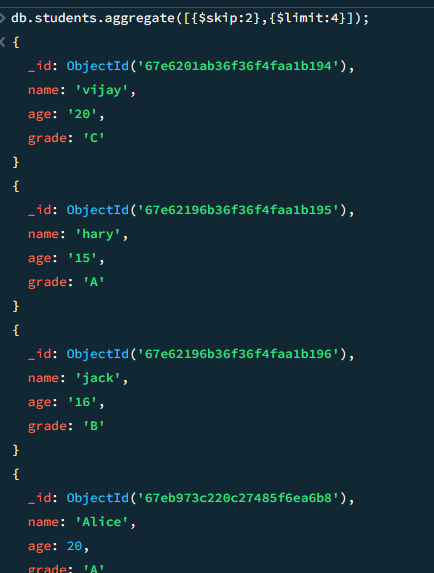 db.students.aggregate([{$skip:2},{$limit:4}]);
{
_id: ObjectId('67e6201ab36f36f4faa1b194'),
name: 'vijay',
age: '20',
grade: 'C'
}
{
_id: ObjectId('67e62196b36f36f4faa1b195'),
name: 'hary',
age: '15',
grade: 'A'
}
{
_id: ObjectId('67e62196b36f36f4faa1b196'),
name: 'jack',
age: '16',
grade: 'B'
}
{
_id: ObjectId('67eb973c220c27485f6ea6b8'),
name: 'Alice',
age: 20,
grade: 'A'